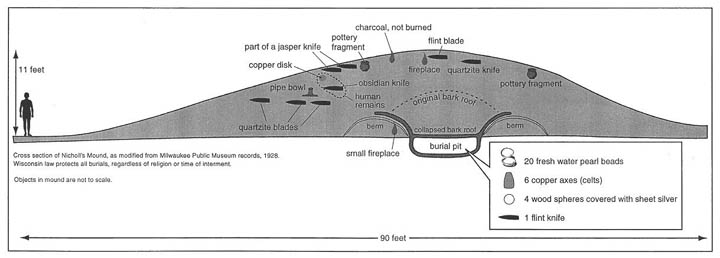 charcoal, not burned
pottery
fragment
flint blade
part of a jasper knife
copper disk
11 feet
fireplace
quartzite knife
pottery fragment
obsidian knife
pipe bowl
human
remains
original bark roof
quartzite blades
berm
collapsed bark roof
berm
small fireplace
burial pit
Cross section of Nicholl's Mound, as modified from Milwaukee Public Museum records, 1928.
Wisconsin law protects all burials, regardless of religion or time of interment.
Objects in mound are not to scale.
20 fresh water pearl beads
6 copper axes (celts)
4 wood spheres covered with sheet silver
1 flint knife
90 feet